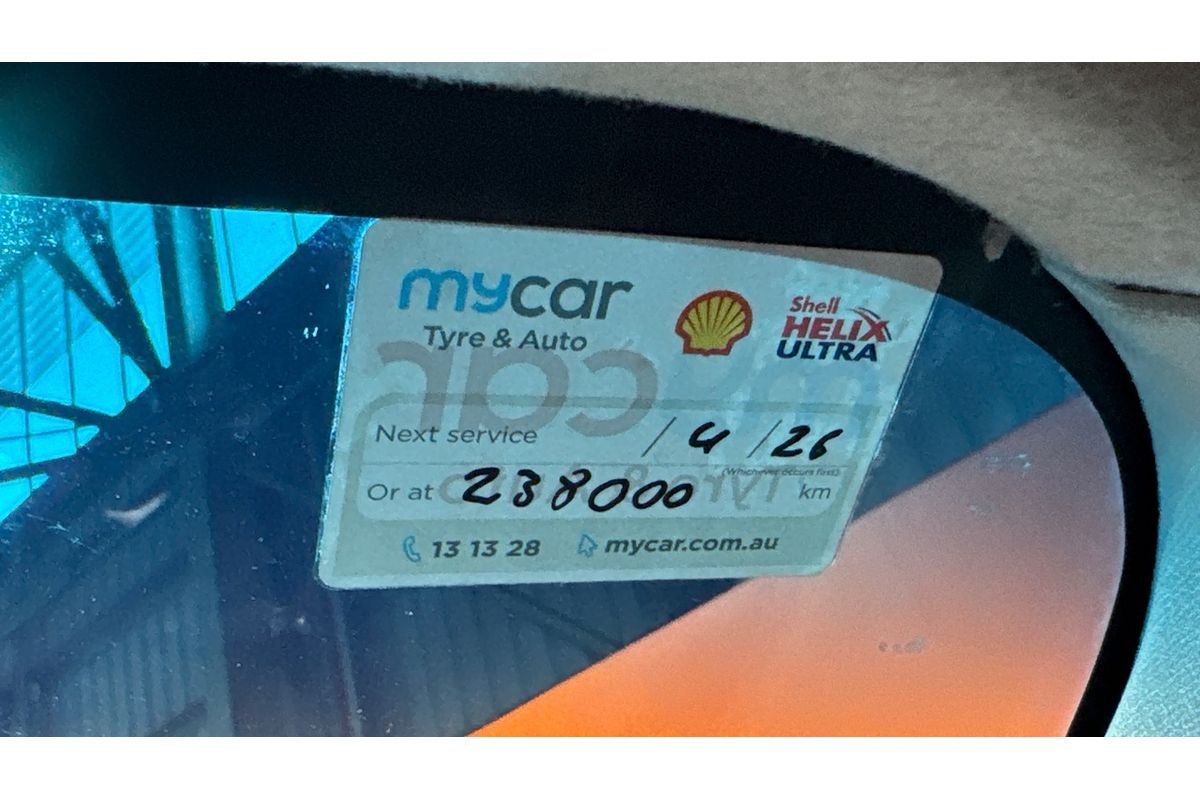 mycar
Tyre & Auto
Shell
HELIX
ULTRA
Next service / 4 / 26
(Whichever occurs first)
Or at 238000 km
13 13 28 mycar.com.au